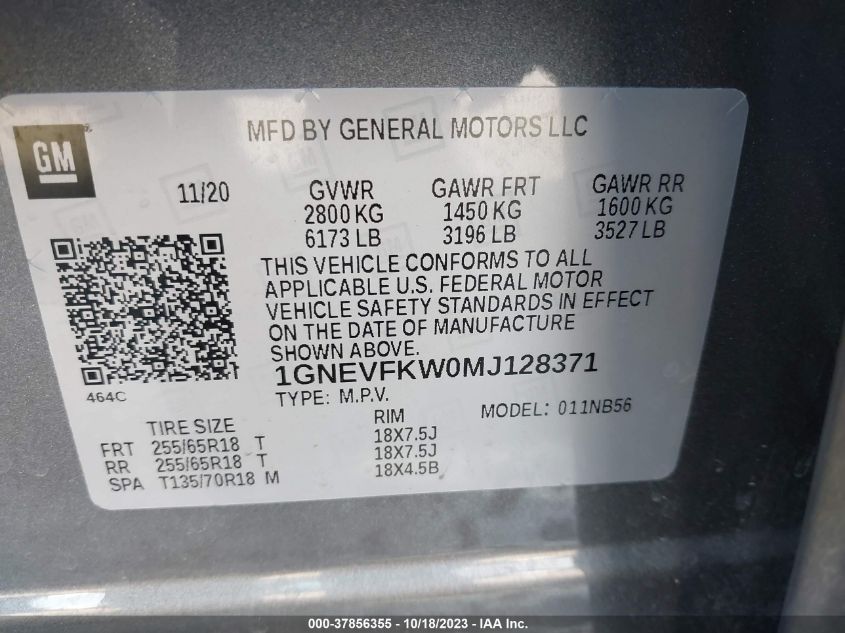 GM
MFD BY GENERAL MOTORS LLC
11/20
GVWR
2800 KG
6173 LB
GAWR FRT
1450 KG
3196 LB
GAWR RR
1600 KG
3527 LB
THIS VEHICLE CONFORMS TO ALL
APPLICABLE U.S. FEDERAL MOTOR
VEHICLE SAFETY STANDARDS IN EFFECT
ON THE DATE OF MANUFACTURE
SHOWN ABOVE.
1GNEVFKW0MJ128371
464C
TYPE: M.P.V.
MODEL: 011NB56
TIRE SIZE RIM
FRT 255/65R18 T 18X7.5J
RR 255/65R18 T 18X7.5J
SPA T135/70R18 M 18X4.5B
000-37856355 - 10/18/2023 - IAA Inc.